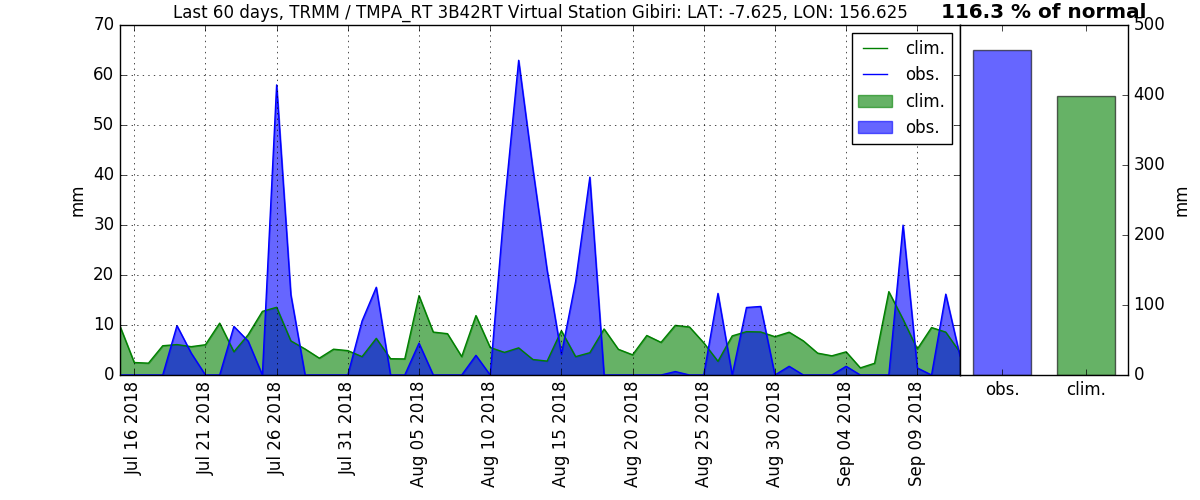 Last 60 days, TRMM / TMPA_RT 3B42RT Virtual Station Gibiri: LAT: -7.625, LON: 156.625
116.3 % of normal
70
60
50
40
30
20
10
0
mm
clim.
obs.
clim.
obs.
Jul 16 2018
Jul 21 2018
Jul 26 2018
Jul 31 2018
Aug 05 2018
Aug 10 2018
Aug 15 2018
Aug 20 2018
Aug 25 2018
Aug 30 2018
Sep 04 2018
Sep 09 2018
500
400
300
200
100
0
mm
obs.
clim.